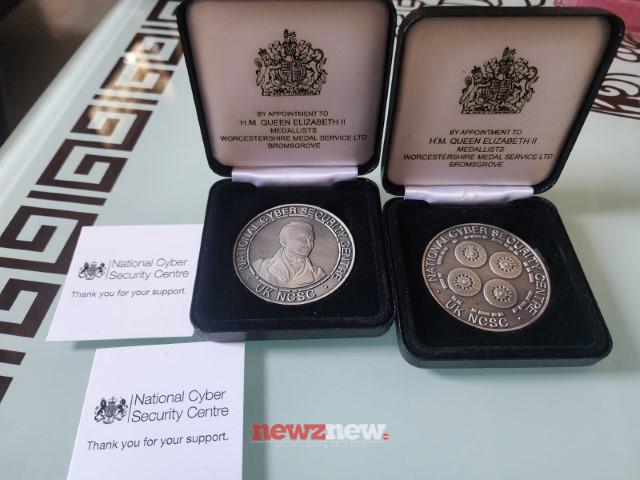 BY APPOINTMENT TO
H.M. QUEEN ELIZABETH II
MEDALLISTS
WORCESTERSHIRE MEDAL SERVICE LTD
BROMSGROVE
BY APPOINTMENT TO
H.M. QUEEN ELIZABETH II
MEDALLISTS
WORCESTERSHIRE MEDAL SERVICE LTD
BROMSGROVE
NATIONAL CYBER SECURITY CENTRE
UK NCSC
NATIONAL CYBER SECURITY CENTRE
UK NCSC
National Cyber
Security Centre
Thank you for your support.
National Cyber
Security Centre
Thank you for your support.
newznew